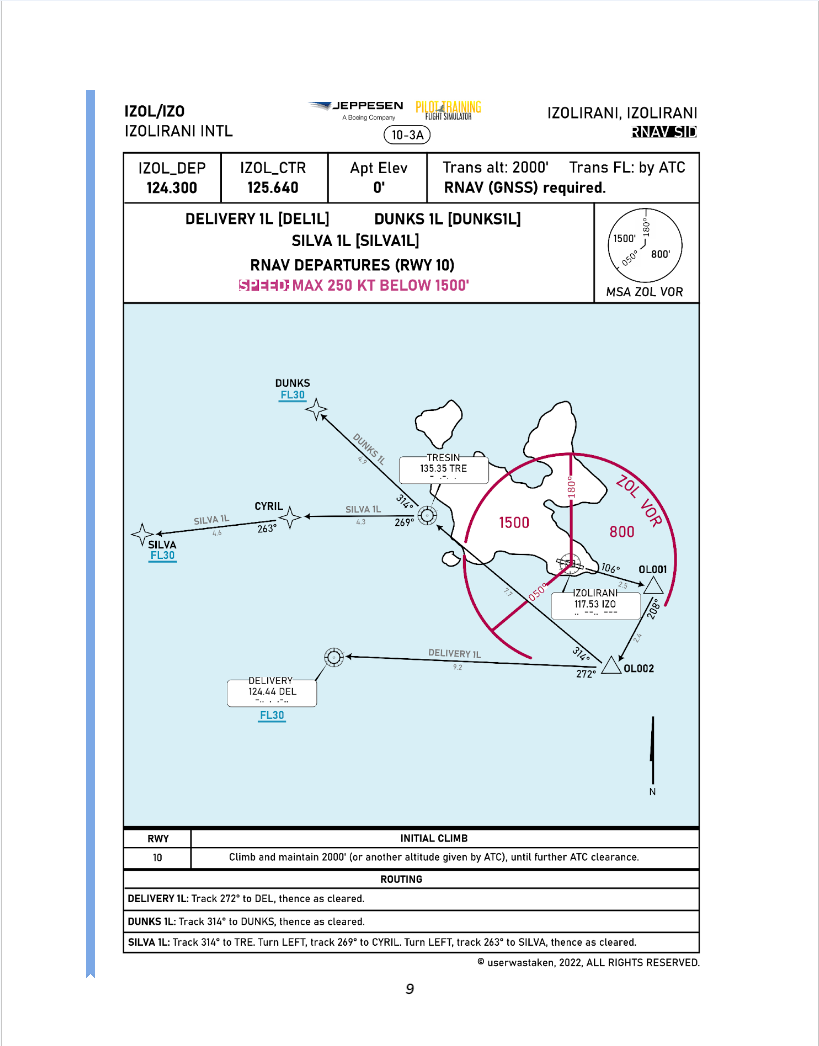 IZOL/IZO
IZOLIRANI INTL
JEPPESEN
A Boeing Company
PILOT TRAINING
FLIGHT SIMULATOR
10-3A
IZOLIRANI, IZOLIRANI
RNAV SID
IZOL_DEP
124.300
IZOL_CTR
125.640
Apt Elev
0'
Trans alt: 2000' Trans FL: by ATC
RNAV (GNSS) required.
DELIVERY 1L [DEL1L] DUNKS 1L [DUNKS1L]
SILVA 1L [SILVA1L]
RNAV DEPARTURES (RWY 10)
SPEED: MAX 250 KT BELOW 1500'
180°
1500'
050°
800'
MSA ZOL VOR
DUNKS
FL30
DUNKS 1L
4.9
TRESIN
135.35 TRE
314°
180°
ZOL VOR
CYRIL
SILVA 1L
4.3
269°
1500
800
SILVA 1L
4.6
263°
SILVA
FL30
106°
2.5
OL001
7.7
050°
IZOLIRANI
117.53 IZO
208°
2.4
DELIVERY 1L
9.2
314°
272°
OL002
DELIVERY
124.44 DEL
FL30
N
RWY INITIAL CLIMB
10 Climb and maintain 2000' (or another altitude given by ATC), until further ATC clearance.
ROUTING
DELIVERY 1L: Track 272° to DEL, thence as cleared.
DUNKS 1L: Track 314° to DUNKS, thence as cleared.
SILVA 1L: Track 314° to TRE. Turn LEFT, track 269° to CYRIL. Turn LEFT, track 263° to SILVA, thence as cleared.
© userwastaken, 2022, ALL RIGHTS RESERVED.
9